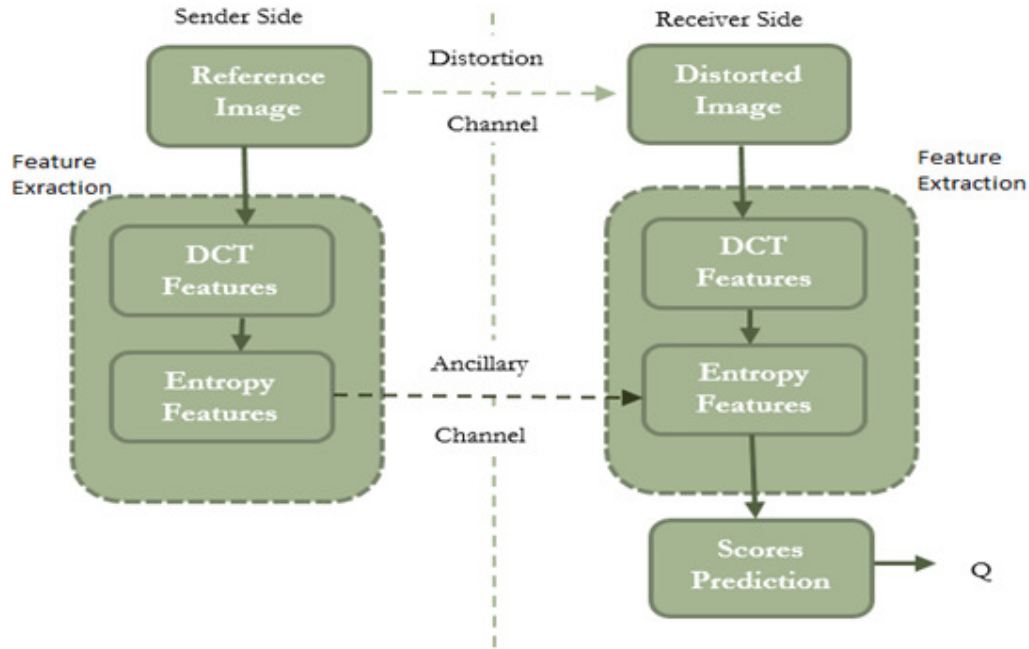 Sender Side
Receiver Side
Reference
Image
Distortion
Channel
Distorted
Image
Feature
Exraction
Feature
Extraction
DCT
Features
DCT
Features
Entropy
Features
Ancillary
Channel
Entropy
Features
Scores
Prediction
Q